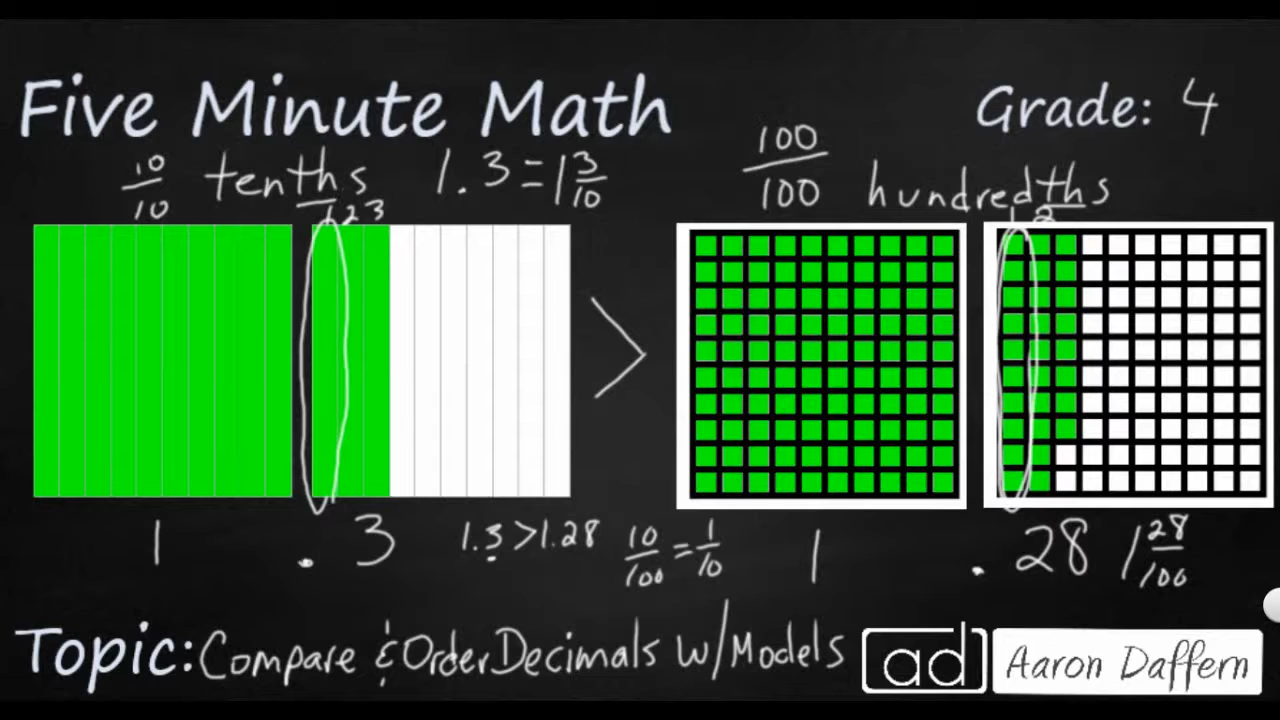 Five Minute Math
Grade: 4
10/10 tenths 1.3 = 1 3/10
100/100 hundredths
1 2 3
1 2
>
1 . 3
1.3 > 1.28
10/100 = 1/10
1 . 28 1 28/100
Topic: Compare & Order Decimals w/ Models
ad Aaron Daffern